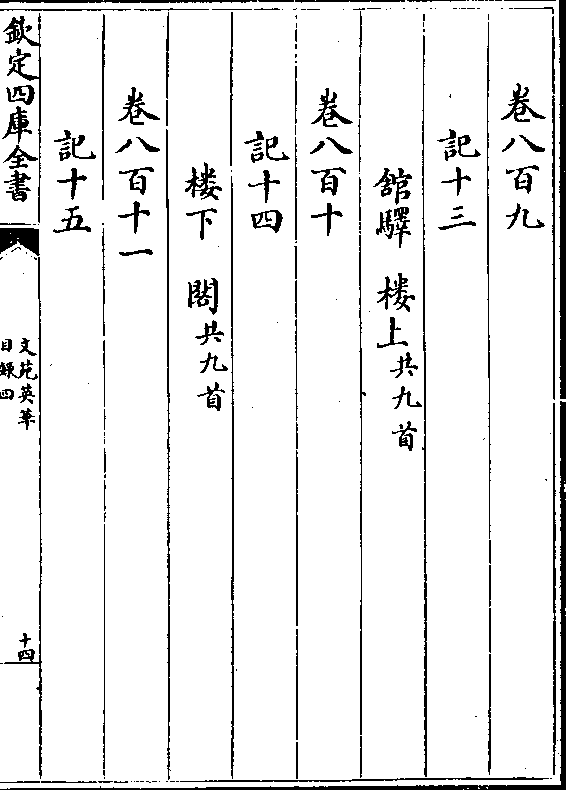 卷八百九
記十三
館驛　樓上共九首
卷八百十
記十四
樓下　閣共九首
卷八百十一
記十五
欽定四庫全書
文苑英華
目録四
十四